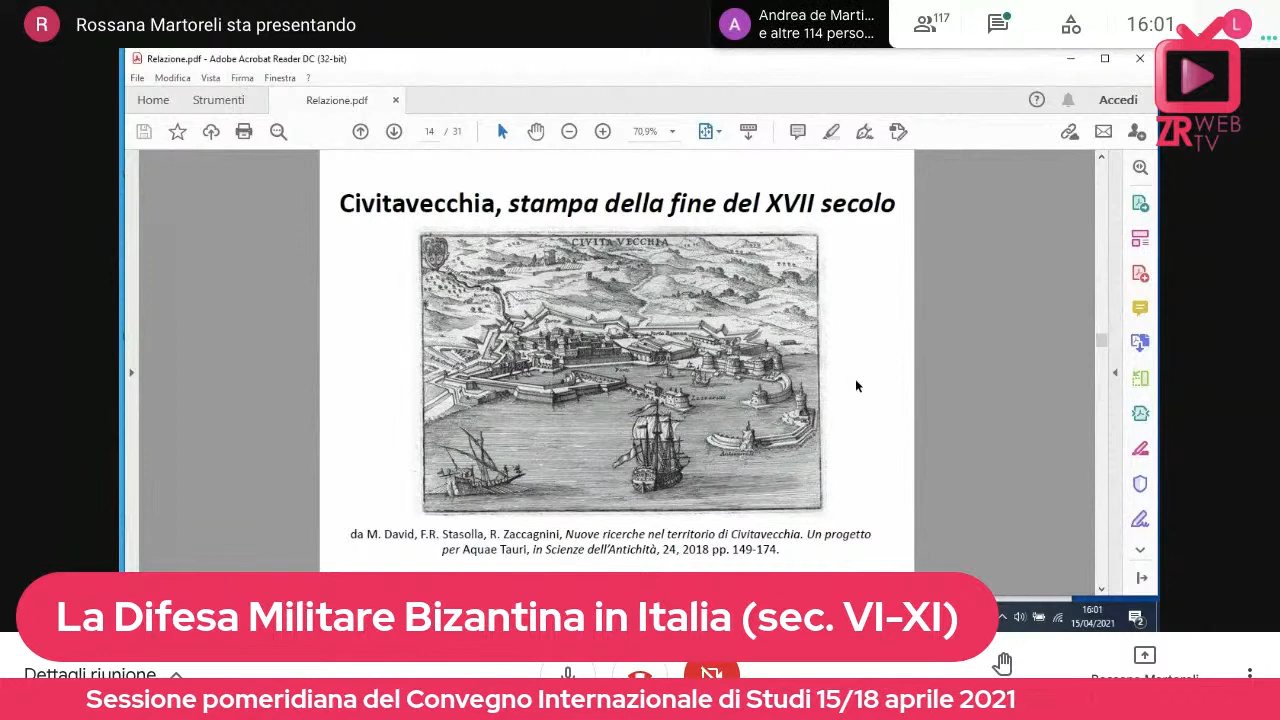 R Rossana Martoreli sta presentando
A Andrea de Marti...
e altre 114 perso...
117
16:01
L
Relazione.pdf - Adobe Acrobat Reader DC (32-bit)
File Modifica Vista Firma Finestra ?
Home Strumenti Relazione.pdf × Accedi
14 / 31 70,9%
ZR WEB TV
Civitavecchia, stampa della fine del XVII secolo
CIVITA VECCHIA
da M. David, F.R. Stasolla, R. Zaccagnini, Nuove ricerche nel territorio di Civitavecchia. Un progetto
per Aquae Tauri, in Scienze dell'Antichità, 24, 2018 pp. 149-174.
La Difesa Militare Bizantina in Italia (sec. VI-XI)
16:01
15/04/2021
2
Dettagli riunione
Rossana Martoreli
Sessione pomeridiana del Convegno Internazionale di Studi 15/18 aprile 2021